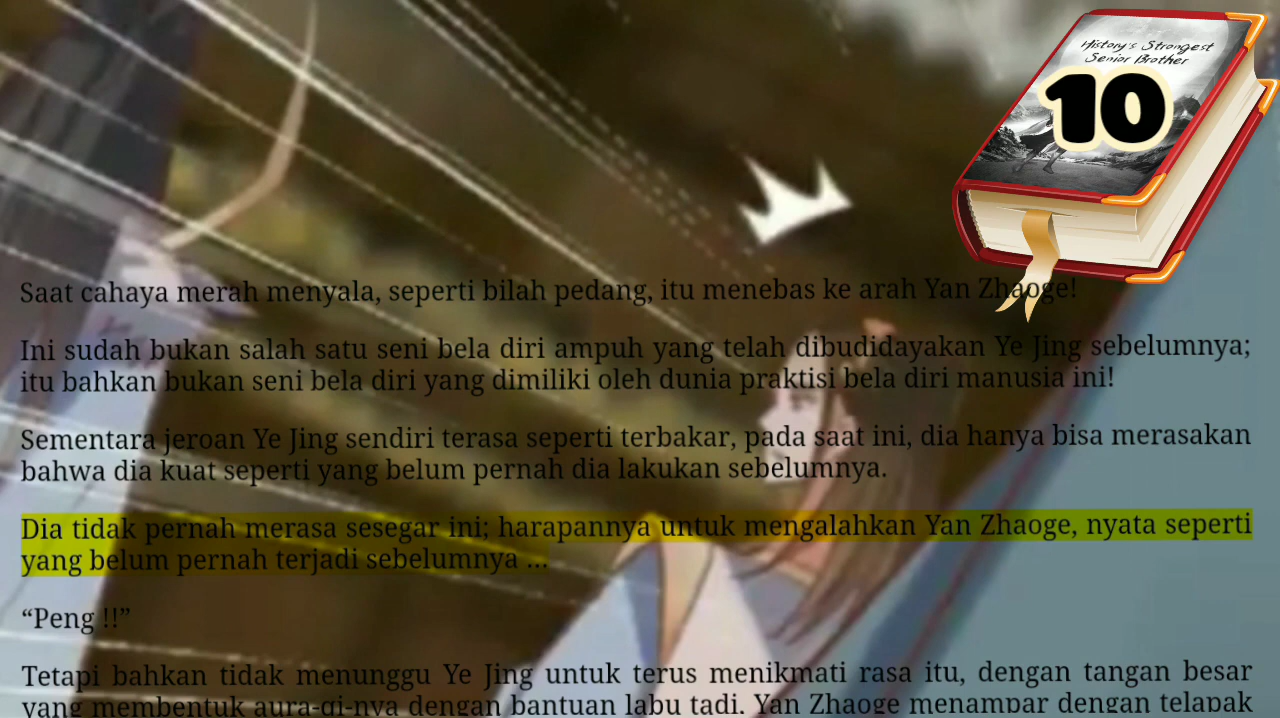 History's Strongest
Senior Brother
10
Saat cahaya merah menyala, seperti bilah pedang, itu menebas ke arah Yan Zhaoge!
Ini sudah bukan salah satu seni bela diri ampuh yang telah dibudidayakan Ye Jing sebelumnya;
itu bahkan bukan seni bela diri yang dimiliki oleh dunia praktisi bela diri manusia ini!
Sementara jeroan Ye Jing sendiri terasa seperti terbakar, pada saat ini, dia hanya bisa merasakan
bahwa dia kuat seperti yang belum pernah dia lakukan sebelumnya.
Dia tidak pernah merasa sesegar ini; harapannya untuk mengalahkan Yan Zhaoge, nyata seperti
yang belum pernah terjadi sebelumnya ...
“Peng !!”
Tetapi bahkan tidak menunggu Ye Jing untuk terus menikmati rasa itu, dengan tangan besar
yang membentuk aura-qi-nya dengan bantuan labu tadi. Yan Zhaoge menampar dengan telapak